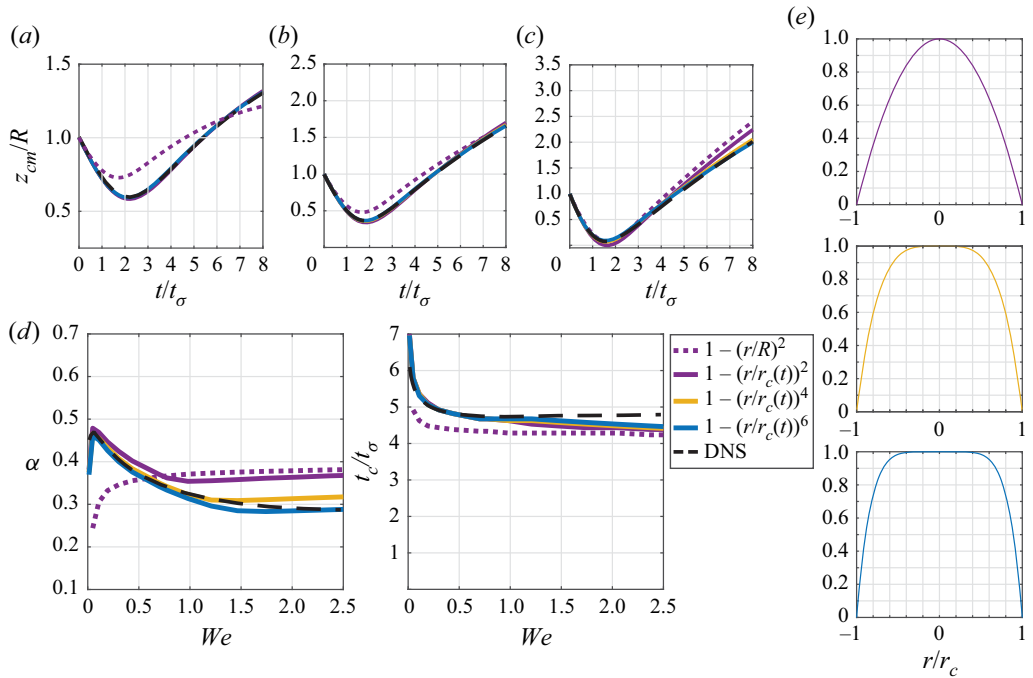 (a)
(b)
(c)
(e)
1.5
1.0
0.5
z_cm/R
0 1 2 3 4 5 6 7 8
t/t_σ
2.5
2.0
1.5
1.0
0.5
0 1 2 3 4 5 6 7 8
t/t_σ
3.5
3.0
2.5
2.0
1.5
1.0
0.5
0 1 2 3 4 5 6 7 8
t/t_σ
(d)
0.7
0.6
0.5
0.4
0.3
0.2
0.1
α
0 0.5 1.0 1.5 2.0 2.5
We
7
6
5
4
3
2
1
t_c/t_σ
0 0.5 1.0 1.5 2.0 2.5
We
1 – (r/R)²
1 – (r/r_c(t))²
1 – (r/r_c(t))⁴
1 – (r/r_c(t))⁶
DNS
1.0
0.8
0.6
0.4
0.2
0
–1 0 1
1.0
0.8
0.6
0.4
0.2
0
–1 0 1
1.0
0.8
0.6
0.4
0.2
0
–1 0 1
r/r_c